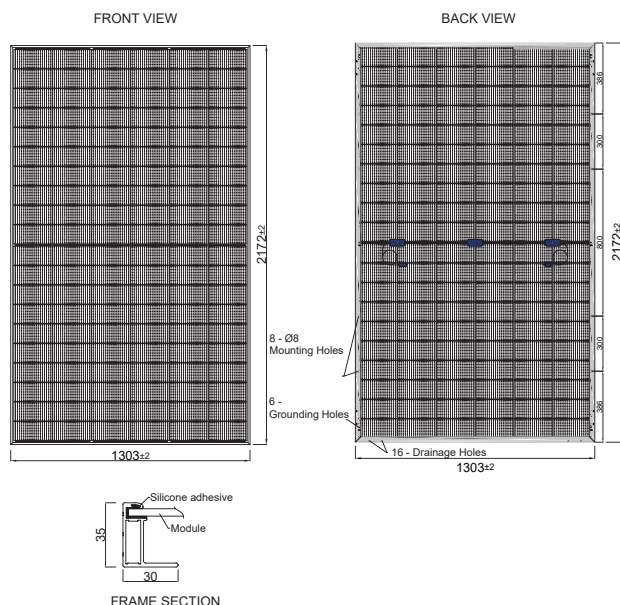 FRONT VIEW
BACK VIEW
2172±2
1303±2
386
300
800
300
386
2172±2
8 - Ø8
Mounting Holes
6 -
Grounding Holes
16 - Drainage Holes
1303±2
Silicone adhesive
Module
35
30
FRAME SECTION